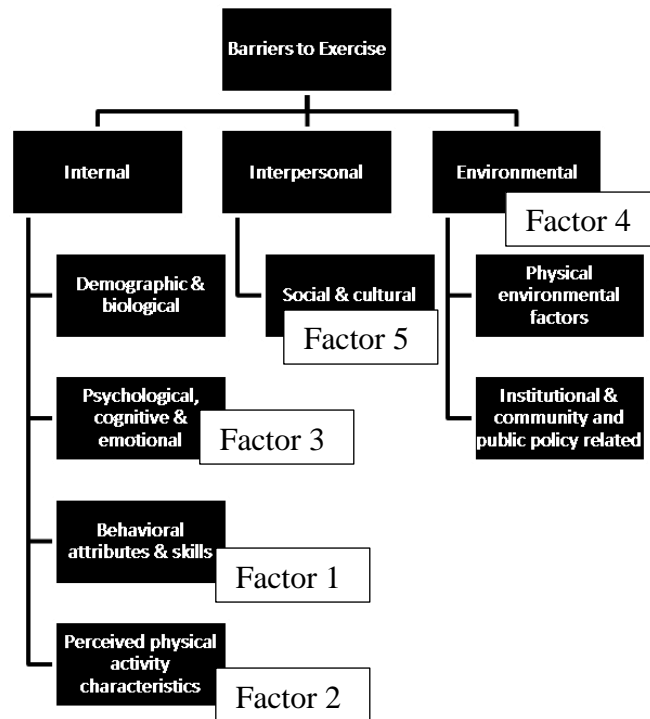 Barriers to Exercise
Internal
Interpersonal
Environmental
Factor 4
Demographic &
biological
Social & cultural
Factor 5
Physical
environmental
factors
Psychological,
cognitive &
emotional
Factor 3
Institutional &
community and
public policy related
Behavioral
attributes & skills
Factor 1
Perceived physical
activity
characteristics
Factor 2